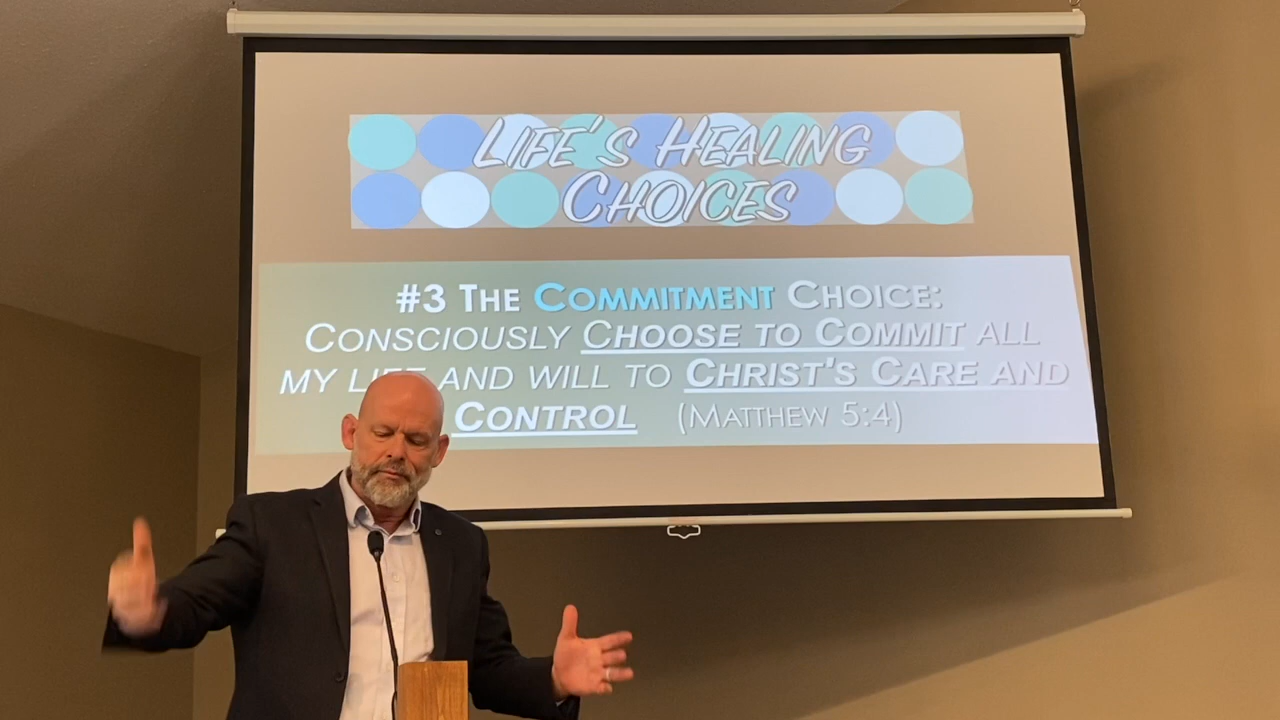 Life's Healing
Choices
#3 The Commitment Choice:
Consciously Choose to Commit all
my life and will to Christ's Care and
Control (Matthew 5:4)